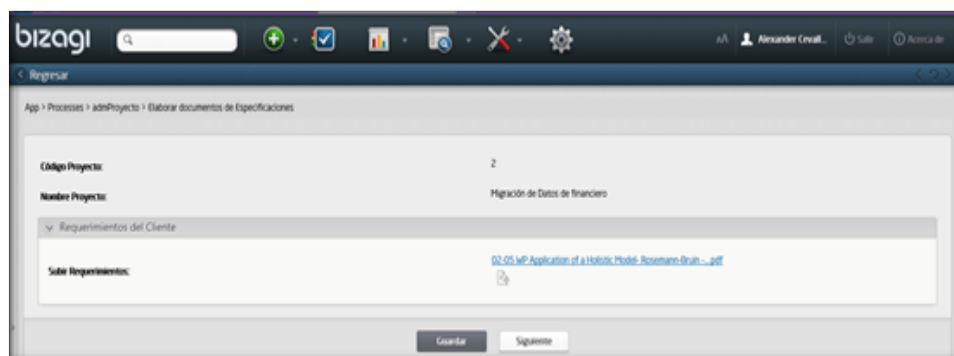 bizagi
Alexander Cevall... Salir Acerca de
Regresar
App > Processes > admProyecto > Elaborar documentos de Especificaciones
Código Proyecto: 2
Nombre Proyecto: Migración de Datos de financiero
Requerimientos del Cliente
Subir Requerimientos: 02-05 WP Application of a Holistic Model- Rosemann-Bruin -...pdf
Guardar Siguiente